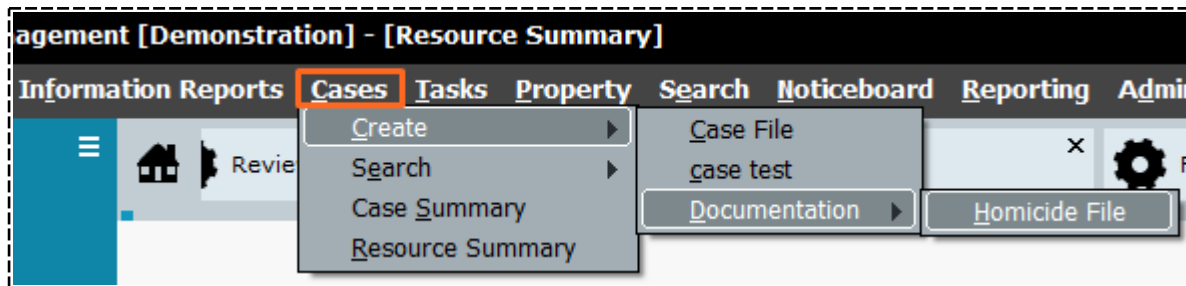 agement [Demonstration] - [Resource Summary]
Information Reports Cases Tasks Property Search Noticeboard Reporting Admi
Revie
Create
Search
Case Summary
Resource Summary
Case File
case test
Documentation
Homicide File